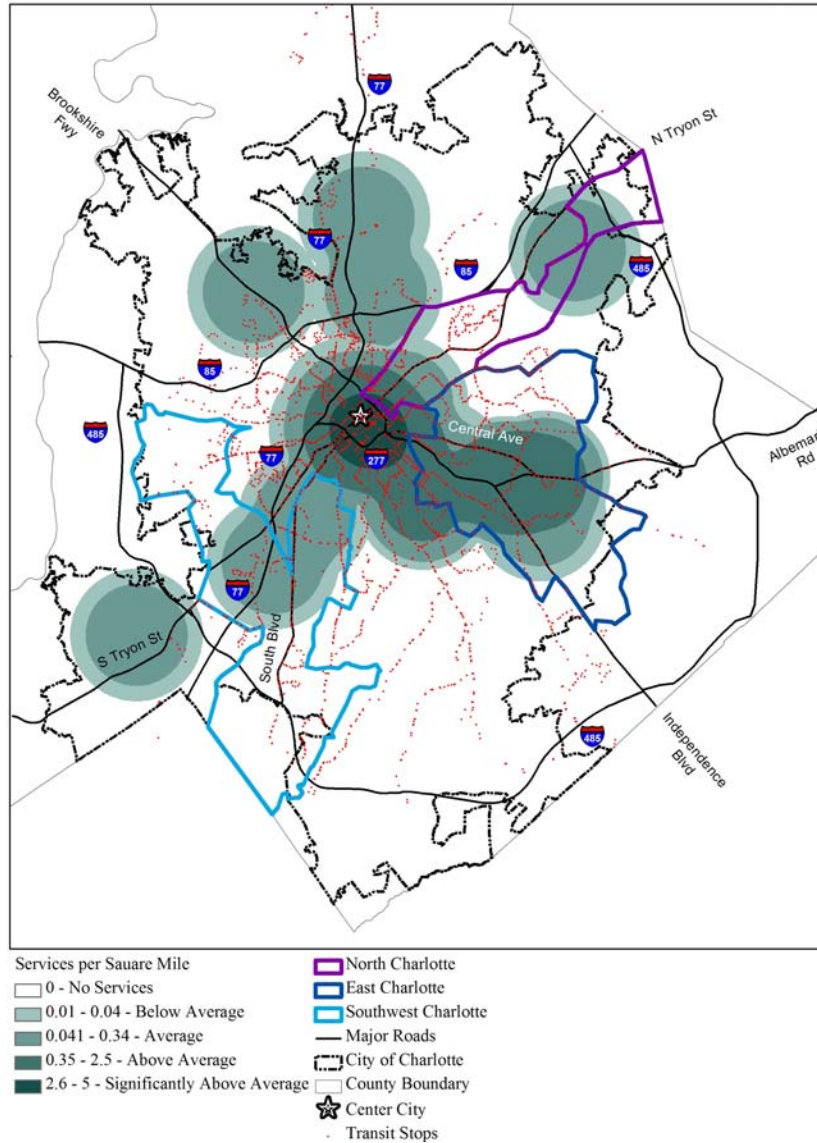 77
N Tryon St
Brookshire
Fwy
77
85
485
85
485
Central Ave
77
277
Albemarle
Rd
77
S Tryon St
South Blvd
485
Independence
Blvd
Services per Sauare Mile
0 - No Services
0.01 - 0.04 - Below Average
0.041 - 0.34 - Average
0.35 - 2.5 - Above Average
2.6 - 5 - Significantly Above Average
North Charlotte
East Charlotte
Southwest Charlotte
Major Roads
City of Charlotte
County Boundary
Center City
Transit Stops